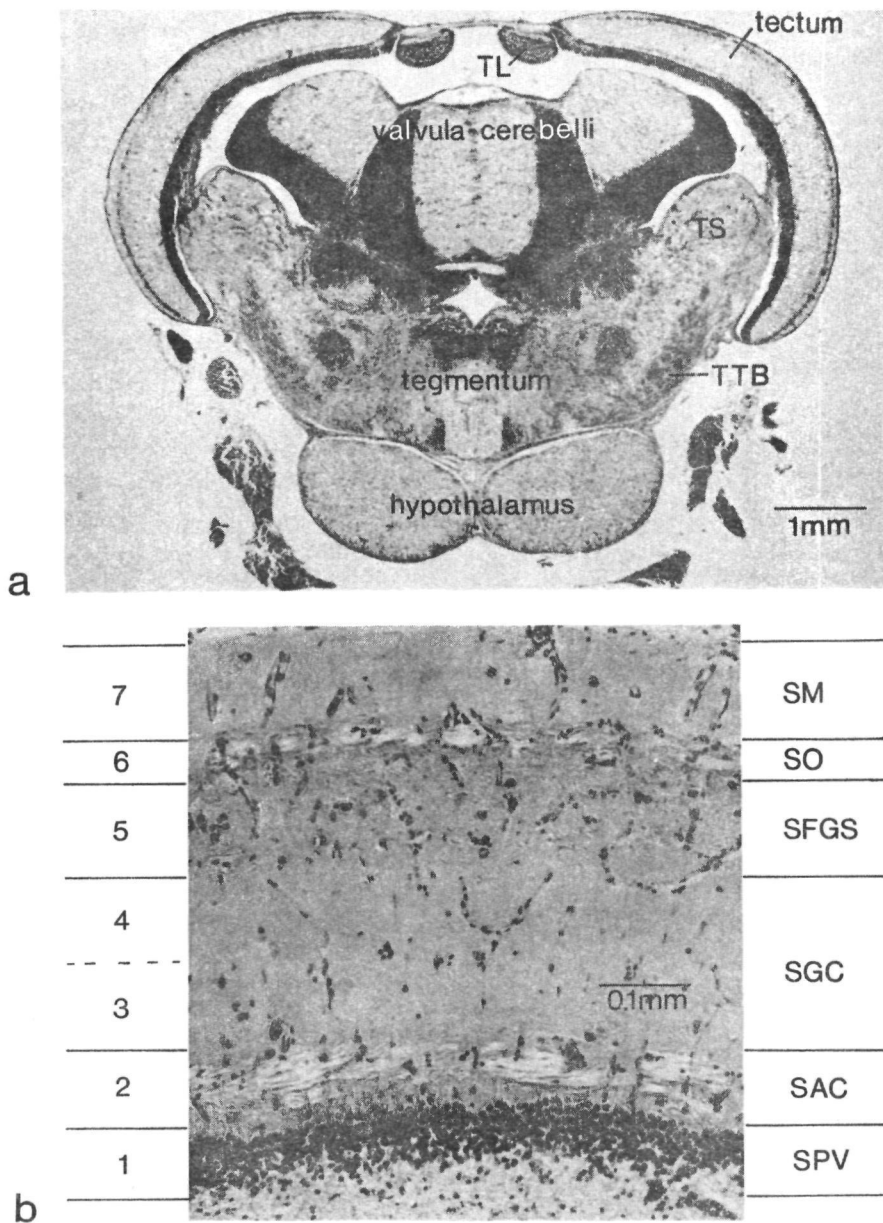 tectum
TL
valvula cerebelli
TS
TTB
tegmentum
hypothalamus
1mm
a
7 SM
6 SO
5 SFGS
4
SGC
0.1mm
3
2 SAC
1 SPV
b